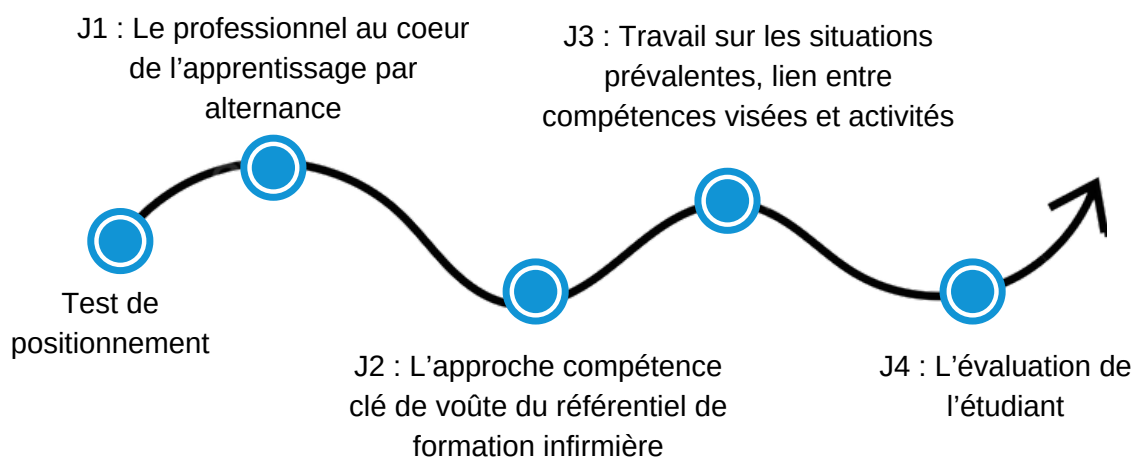 J1 : Le professionnel au coeur
de l'apprentissage par
alternance
J3 : Travail sur les situations
prévalentes, lien entre
compétences visées et activités
Test de
positionnement
J2 : L'approche compétence
clé de voûte du référentiel de
formation infirmière
J4 : L'évaluation de
l'étudiant